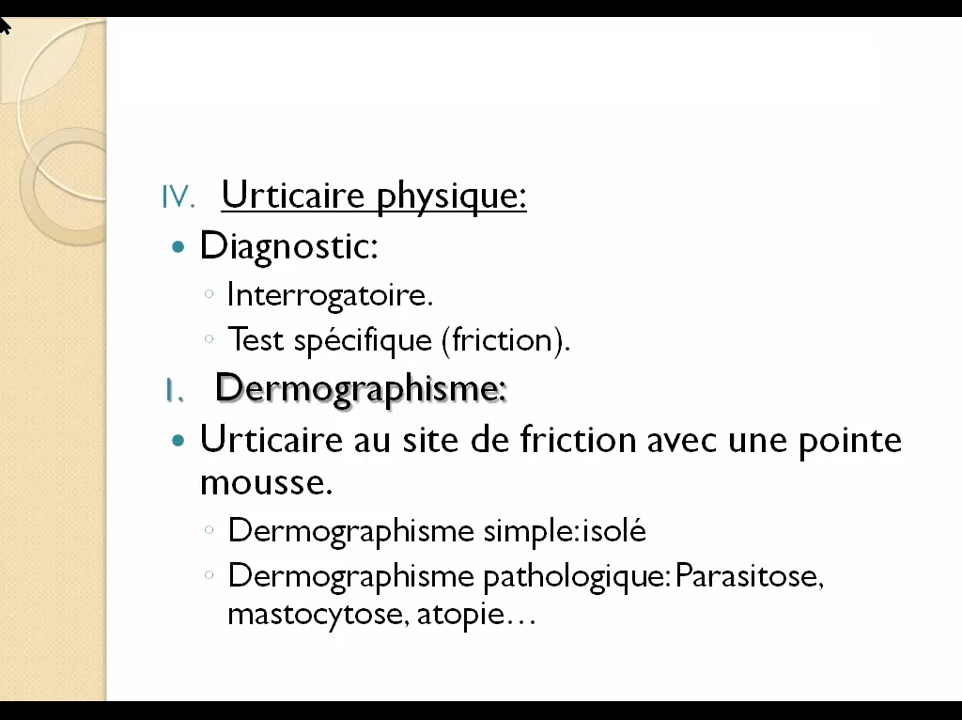 IV. Urticaire physique:
• Diagnostic:
◦ Interrogatoire.
◦ Test spécifique (friction).
I. Dermographisme:
• Urticaire au site de friction avec une pointe
mousse.
◦ Dermographisme simple: isolé
◦ Dermographisme pathologique: Parasitose,
mastocytose, atopie…